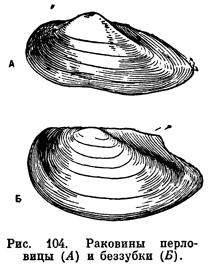 А
Б
Рис. 104. Раковины перло-
вицы (А) и беззубки (Б).